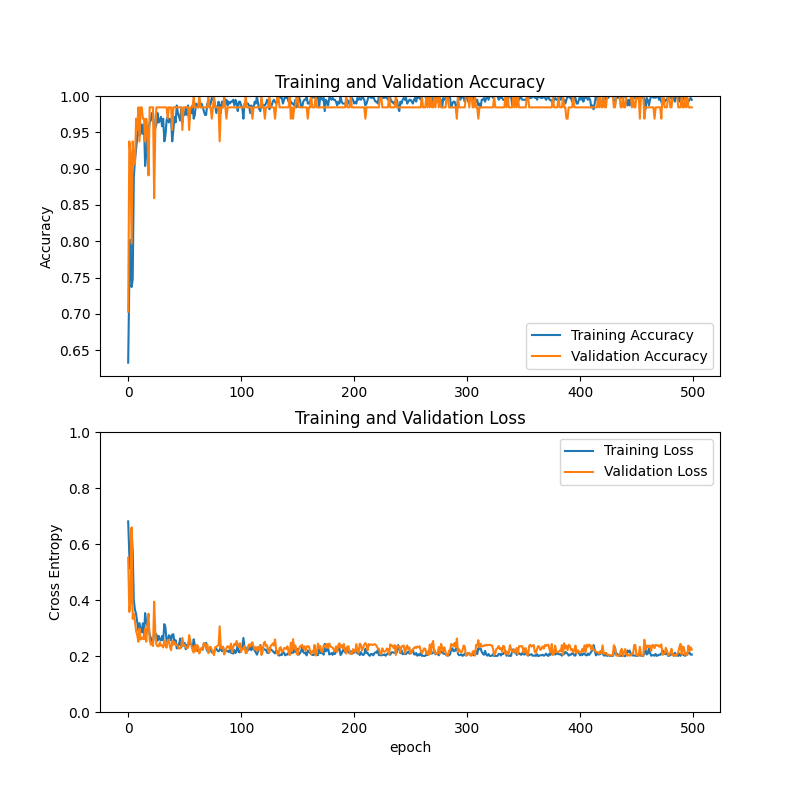 Training and Validation Accuracy
1.00
0.95
0.90
0.85
0.80
0.75
0.70
0.65
Accuracy
Training Accuracy
Validation Accuracy
0 100 200 300 400 500
Training and Validation Loss
1.0
0.8
0.6
0.4
0.2
0.0
Cross Entropy
Training Loss
Validation Loss
0 100 200 300 400 500
epoch